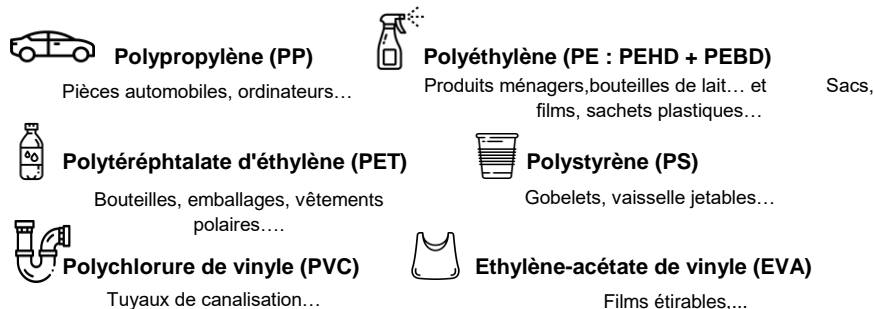 Polypropylène (PP)
Pièces automobiles, ordinateurs…
Polyéthylène (PE : PEHD + PEBD)
Produits ménagers,bouteilles de lait… et Sacs,
films, sachets plastiques…
Polytéréphtalate d'éthylène (PET)
Bouteilles, emballages, vêtements
polaires….
Polystyrène (PS)
Gobelets, vaisselle jetables…
Polychlorure de vinyle (PVC)
Tuyaux de canalisation…
Ethylène-acétate de vinyle (EVA)
Films étirables,...